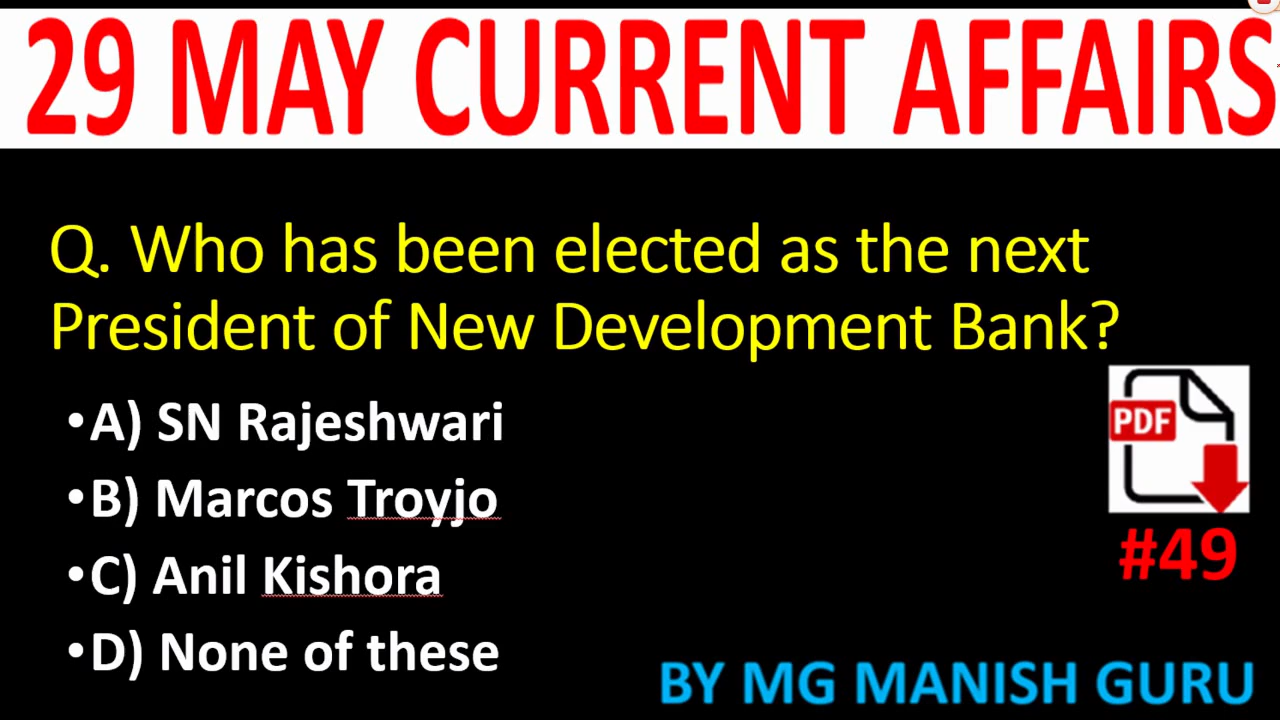 29 MAY CURRENT AFFAIRS
Q. Who has been elected as the next
President of New Development Bank?
•A) SN Rajeshwari
•B) Marcos Troyjo
•C) Anil Kishora
•D) None of these
PDF
#49
BY MG MANISH GURU